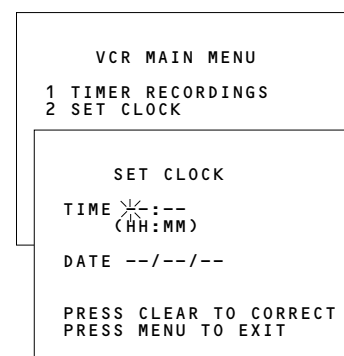 VCR MAIN MENU
1 TIMER RECORDINGS
2 SET CLOCK
SET CLOCK
TIME --:--
(HH:MM)
DATE --/--/--
PRESS CLEAR TO CORRECT
PRESS MENU TO EXIT